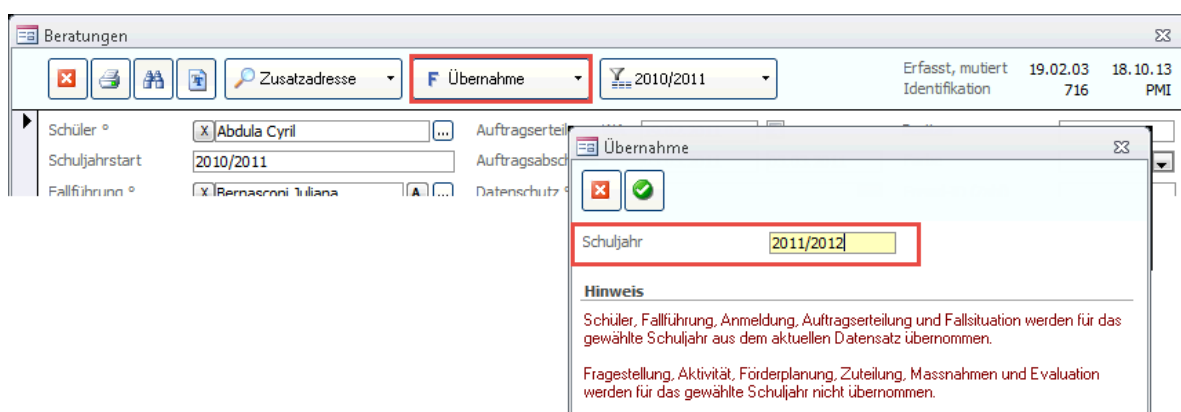 Beratungen
Zusatzadresse
F Übernahme
2010/2011
Erfasst, mutiert 19.02.03 18.10.13
Identifikation 716 PMI
Schüler °
X Abdula Cyril
...
Schuljahrstart
2010/2011
Auftragsabsch
Fallführung °
X Bernasconi Juliana
A
...
Datenschutz °
Übernahme
Schuljahr
2011/2012
Hinweis
Schüler, Fallführung, Anmeldung, Auftragserteilung und Fallsituation werden für das
gewählte Schuljahr aus dem aktuellen Datensatz übernommen.
Fragestellung, Aktivität, Förderplanung, Zuteilung, Massnahmen und Evaluation
werden für das gewählte Schuljahr nicht übernommen.